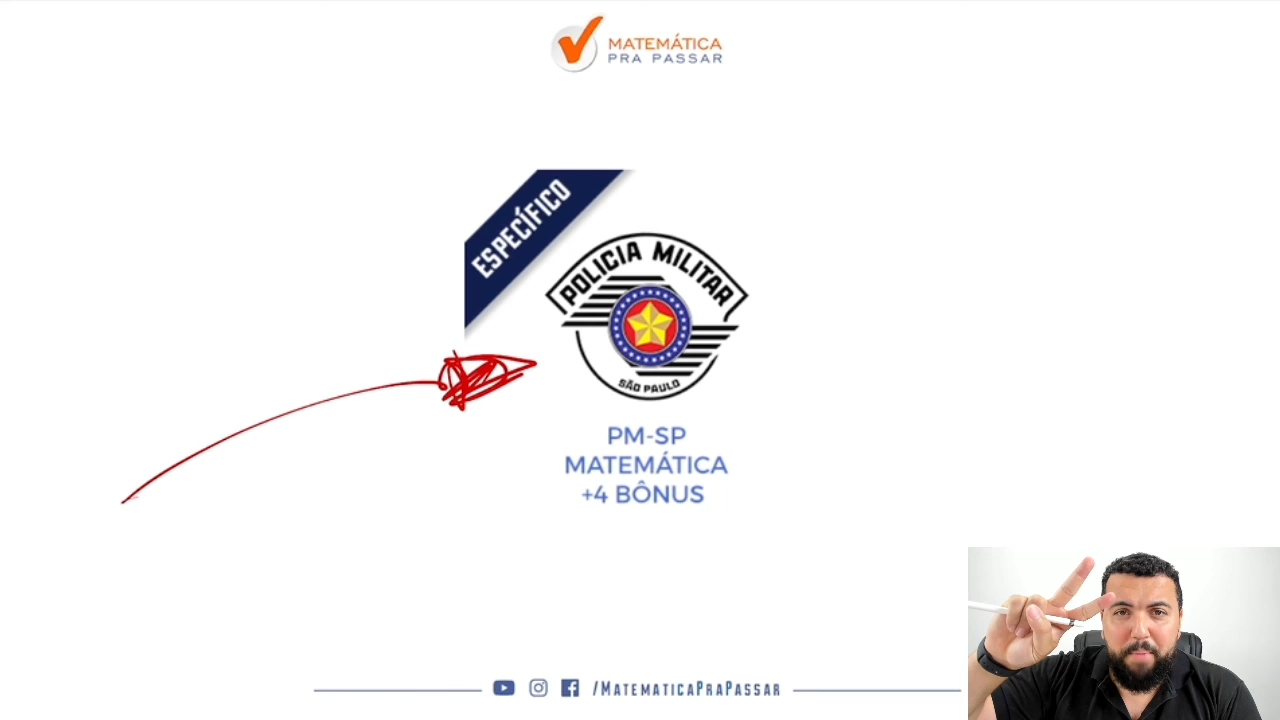 MATEMÁTICA
PRA PASSAR
ESPECÍFICO
POLICIA MILITAR
SÃO PAULO
PM-SP
MATEMÁTICA
+4 BÔNUS
/MATEMATICAPRAPASSAR